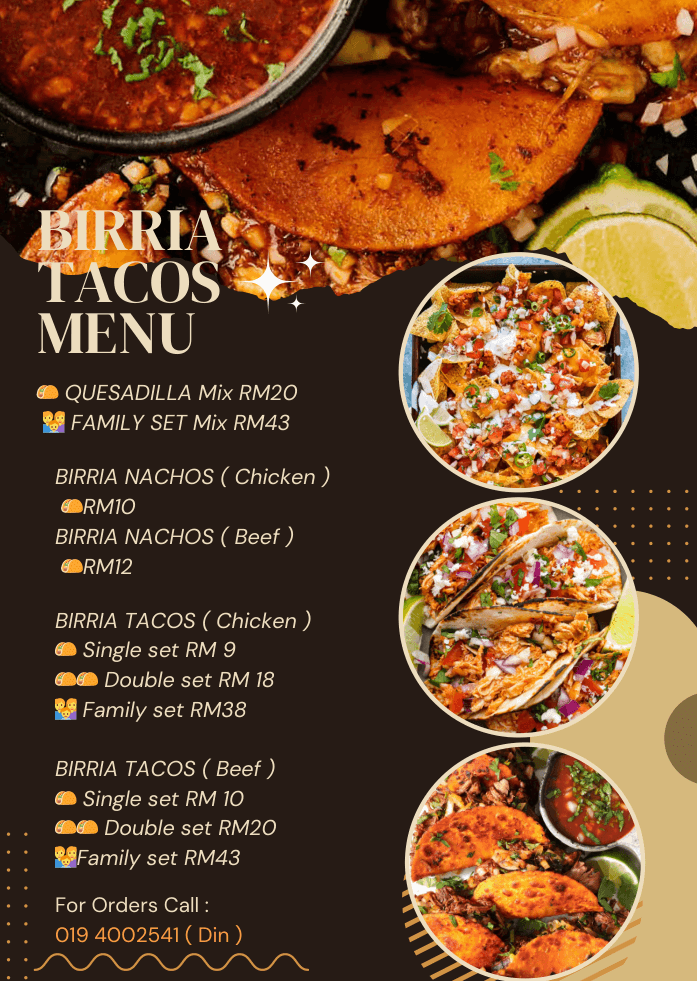 BIRRIA
TACOS
MENU
🌮 QUESADILLA Mix RM20
👨‍👩‍👦 FAMILY SET Mix RM43
BIRRIA NACHOS ( Chicken )
🌮RM10
BIRRIA NACHOS ( Beef )
🌮RM12
BIRRIA TACOS ( Chicken )
🌮 Single set RM 9
🌮🌮 Double set RM 18
👨‍👩‍👦 Family set RM38
BIRRIA TACOS ( Beef )
🌮 Single set RM 10
🌮🌮 Double set RM20
👨‍👩‍👦Family set RM43
For Orders Call :
019 4002541 ( Din )